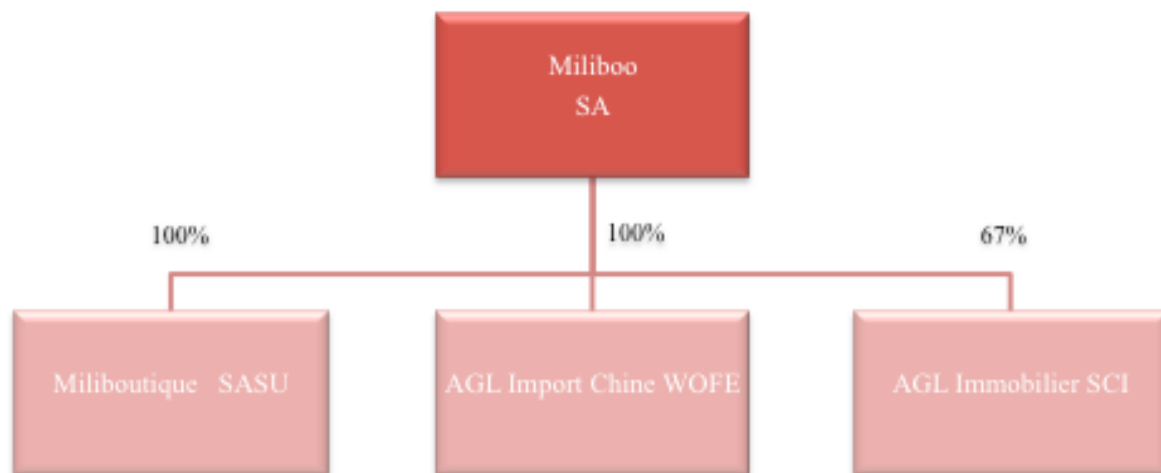 Miliboo
SA
100%
100%
67%
Miliboutique SASU
AGL Import Chine WOFE
AGL Immobilier SCI